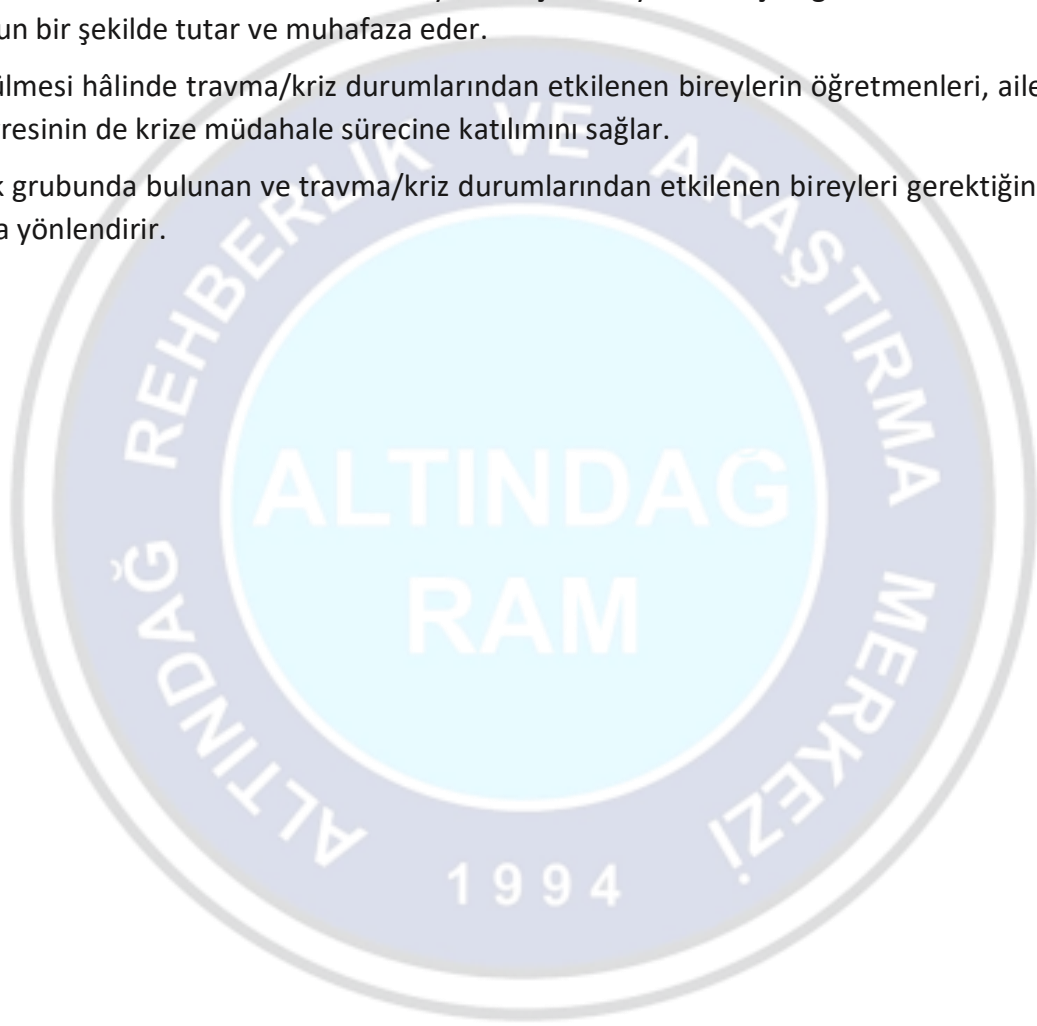 un bir şekilde tutar ve muhafaza eder.
ülmesi hâlinde travma/kriz durumlarından etkilenen bireylerin öğretmenleri, aile
resinin de krize müdahale sürecine katılımını sağlar.
k grubunda bulunan ve travma/kriz durumlarından etkilenen bireyleri gerektiğin
a yönlendirir.
ALTINDAĞ REHBERLİK VE ARAŞTIRMA MERKEZİ
ALTINDAĞ
RAM
1994